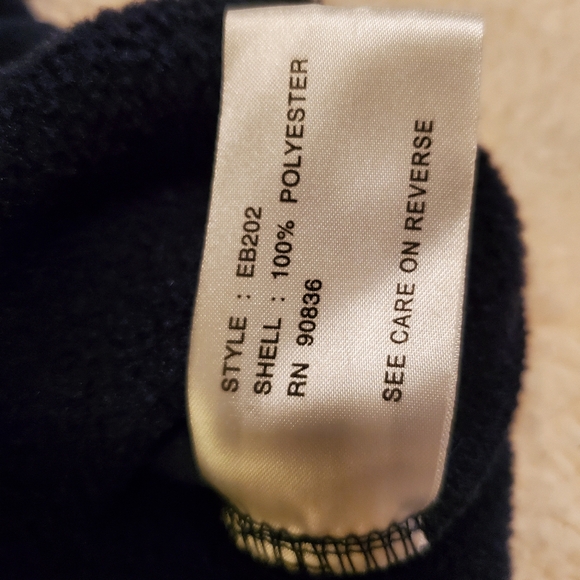 STYLE : EB202
SHELL : 100% POLYESTER
RN 90836
SEE CARE ON REVERSE